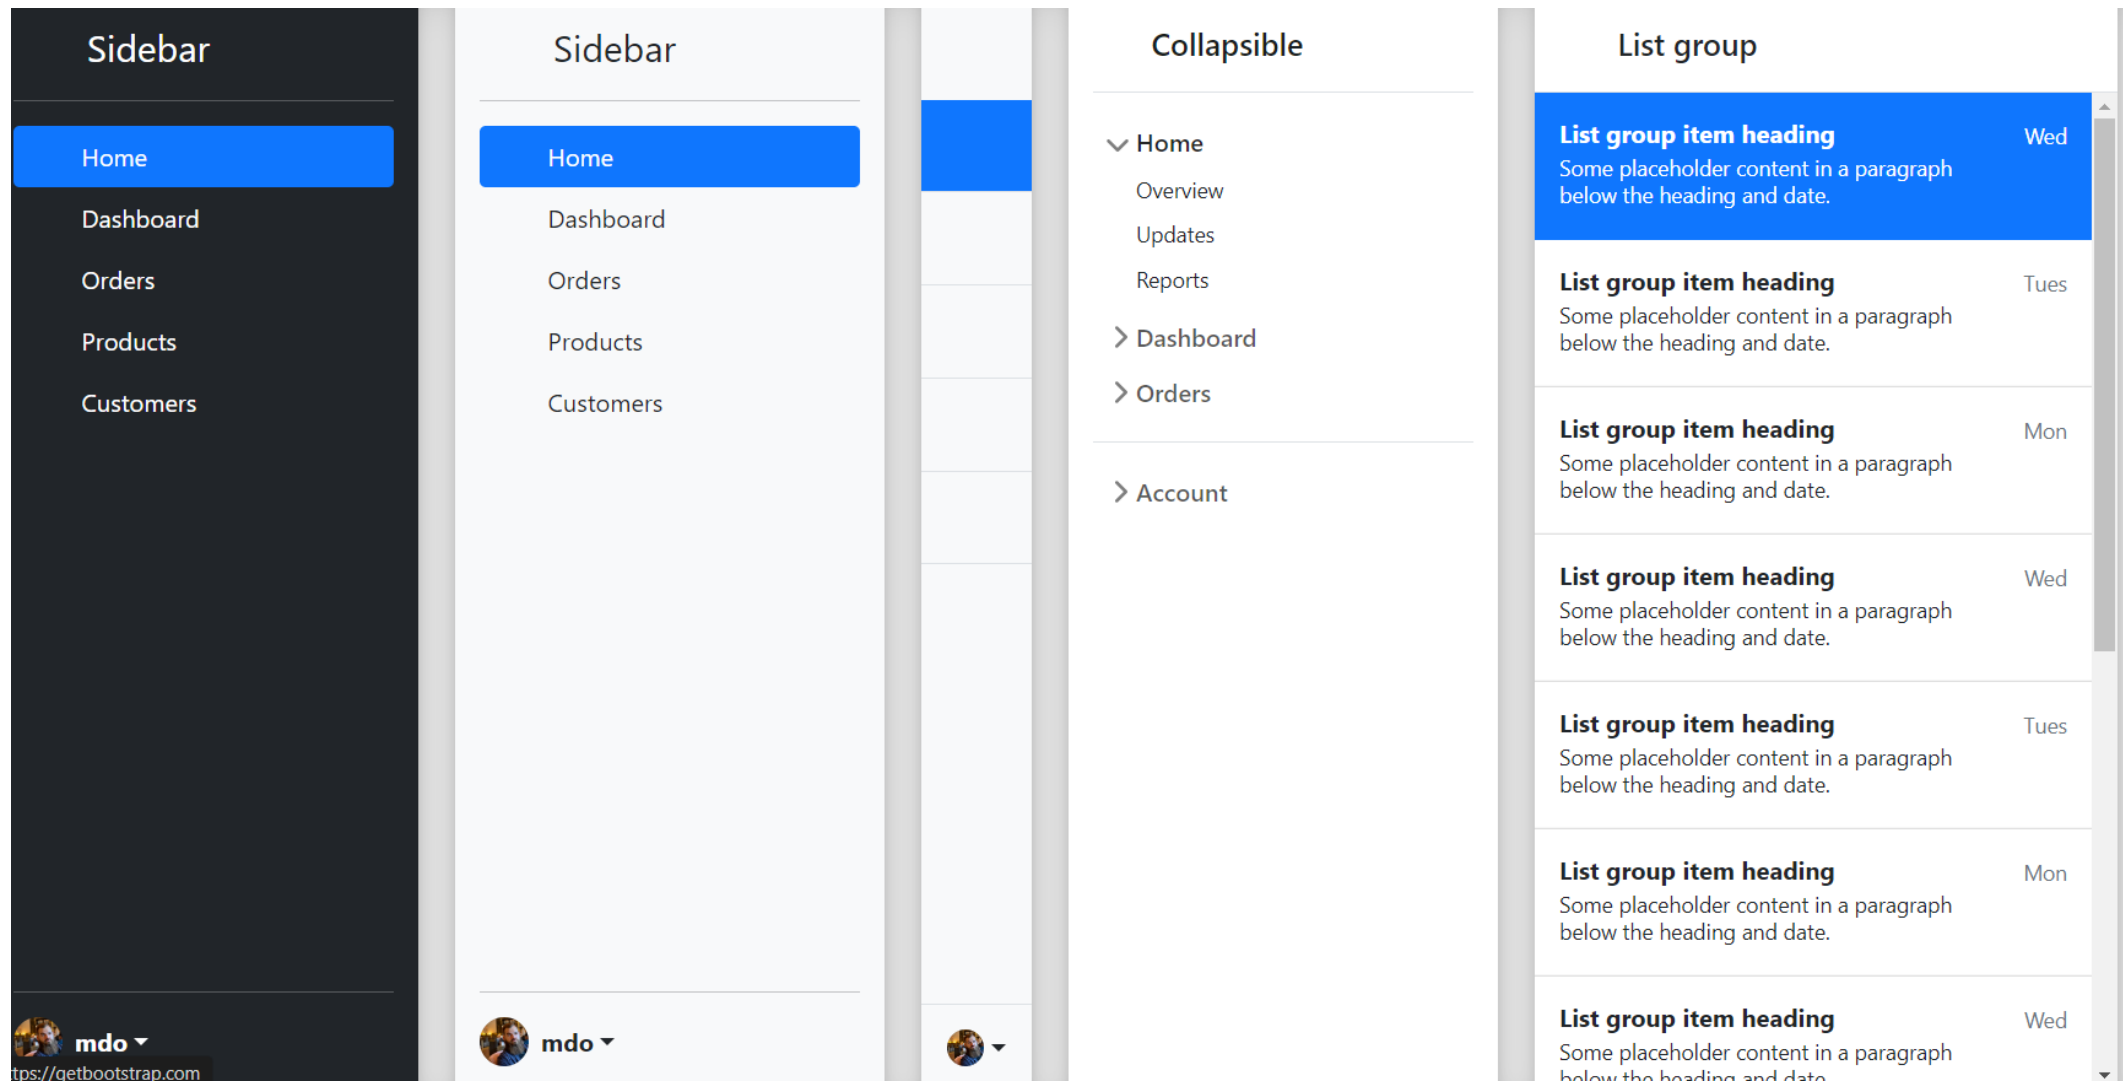 Sidebar
Home
Dashboard
Orders
Products
Customers
mdo
tps://getbootstrap.com
Sidebar
Home
Dashboard
Orders
Products
Customers
mdo
Collapsible
Home
Overview
Updates
Reports
Dashboard
Orders
Account
List group
List group item heading Wed
Some placeholder content in a paragraph
below the heading and date.
List group item heading Tues
Some placeholder content in a paragraph
below the heading and date.
List group item heading Mon
Some placeholder content in a paragraph
below the heading and date.
List group item heading Wed
Some placeholder content in a paragraph
below the heading and date.
List group item heading Tues
Some placeholder content in a paragraph
below the heading and date.
List group item heading Mon
Some placeholder content in a paragraph
below the heading and date.
List group item heading Wed
Some placeholder content in a paragraph
below the heading and date.